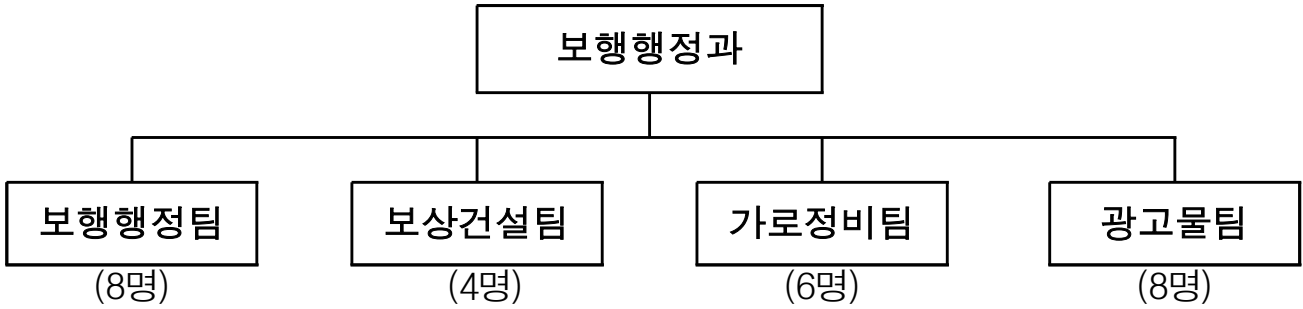 보행행정과
보행행정팀 보상건설팀 가로정비팀 광고물팀
(8명) (4명) (6명) (8명)